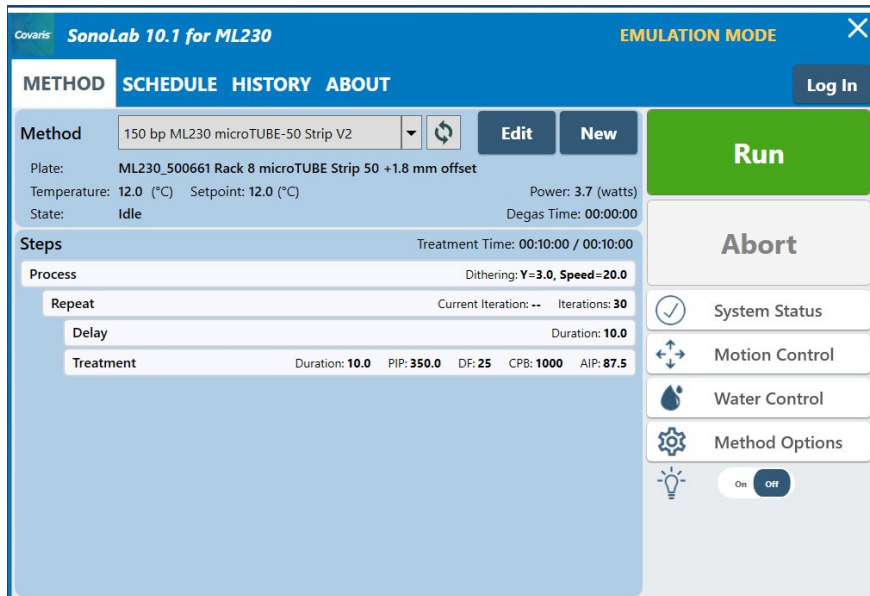 Covaris SonoLab 10.1 for ML230 EMULATION MODE
METHOD SCHEDULE HISTORY ABOUT Log In
Method 150 bp ML230 microTUBE-50 Strip V2 Edit New
Plate: ML230_500661 Rack 8 microTUBE Strip 50 +1.8 mm offset
Temperature: 12.0 (°C) Setpoint: 12.0 (°C) Power: 3.7 (watts)
State: Idle Degas Time: 00:00:00
Steps Treatment Time: 00:10:00 / 00:10:00
Process Dithering: Y=3.0, Speed=20.0
Repeat Current Iteration: -- Iterations: 30
Delay Duration: 10.0
Treatment Duration: 10.0 PIP: 350.0 DF: 25 CPB: 1000 AIP: 87.5
Run
Abort
System Status
Motion Control
Water Control
Method Options
On Off